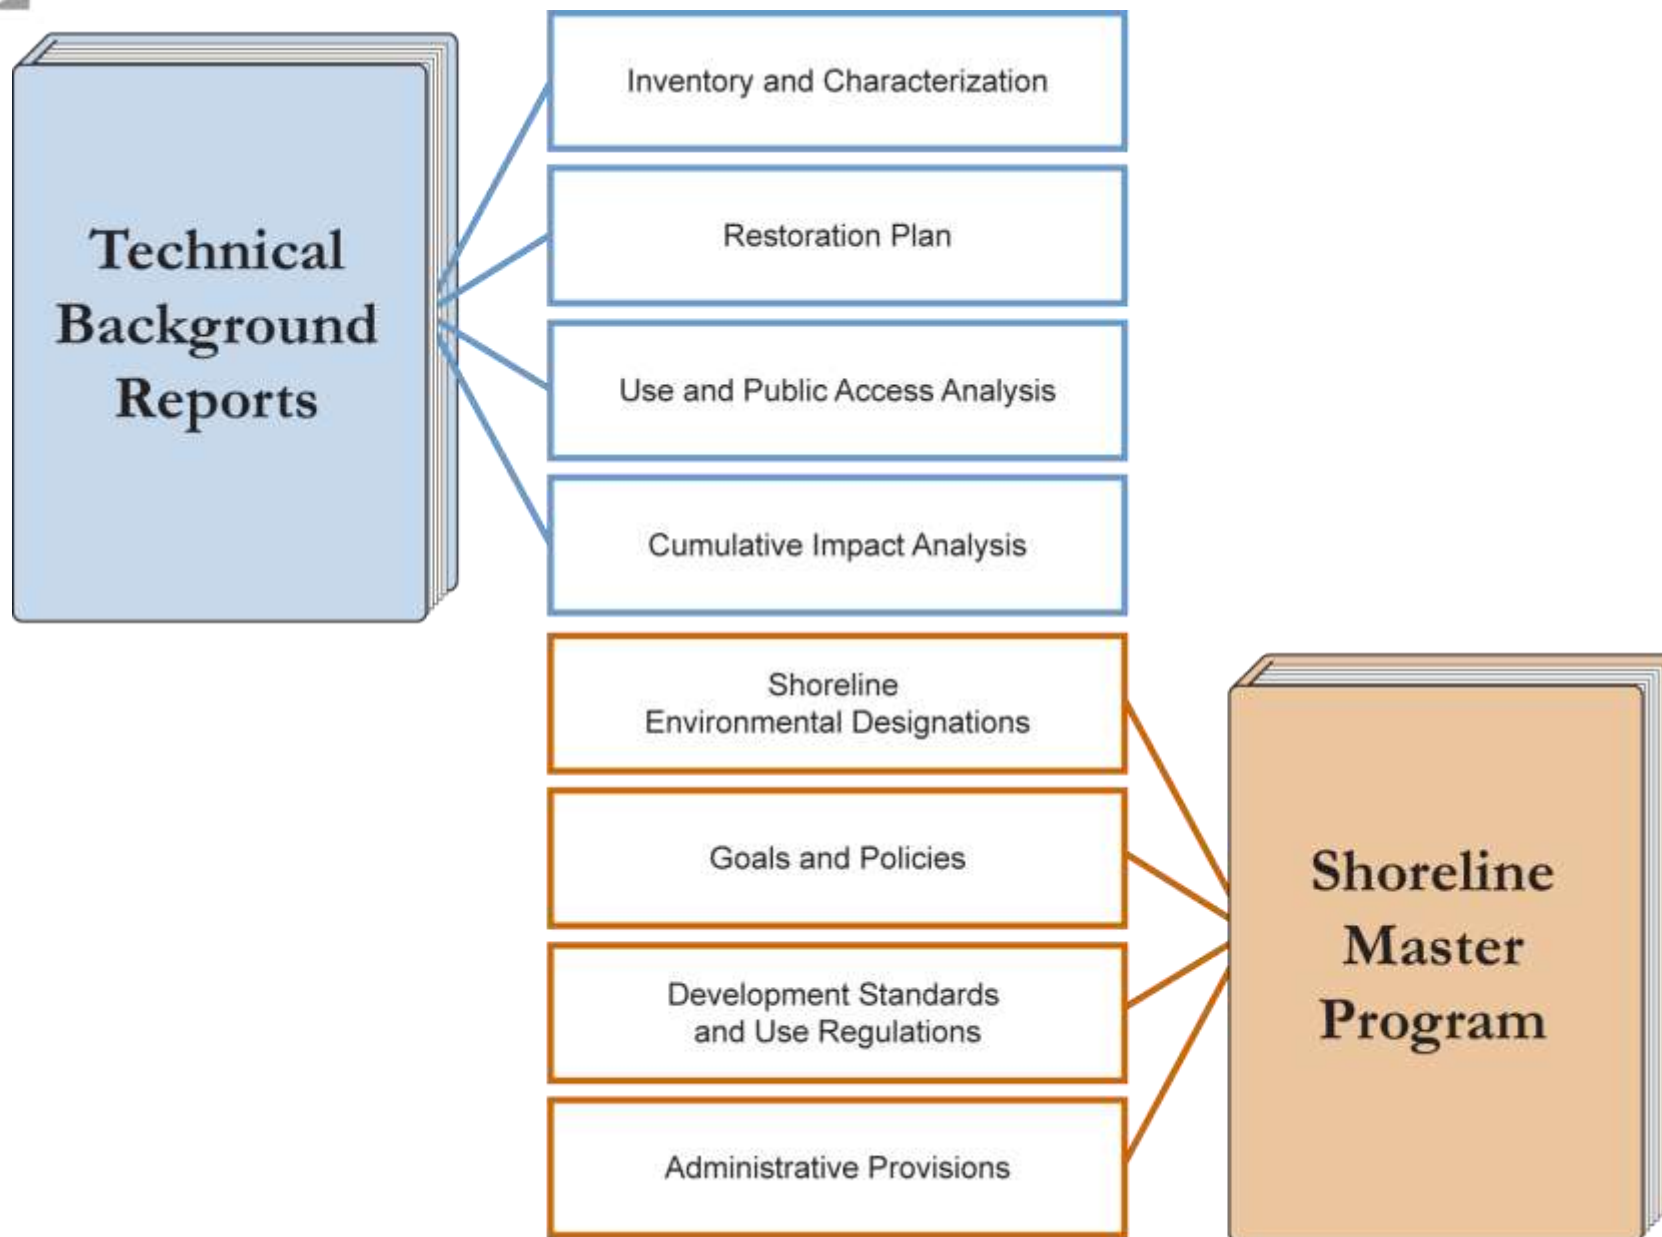 Technical
Background
Reports
Inventory and Characterization
Restoration Plan
Use and Public Access Analysis
Cumulative Impact Analysis
Shoreline
Environmental Designations
Goals and Policies
Development Standards
and Use Regulations
Administrative Provisions
Shoreline
Master
Program